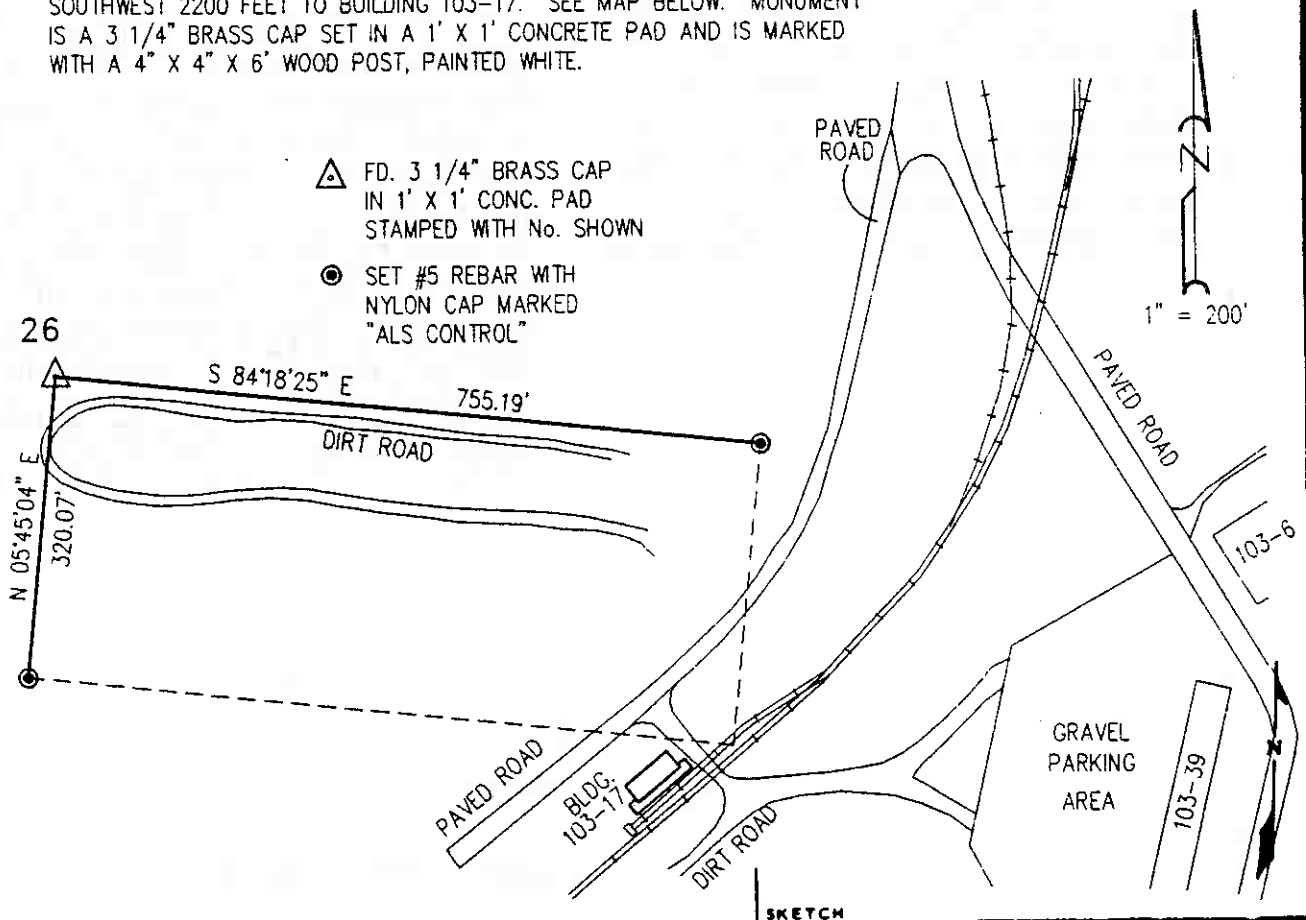 SOUTHWEST 2200 FEET TO BUILDING 103-17. SEE MAP BELOW. MONUMENT
IS A 3 1/4" BRASS CAP SET IN A 1' X 1' CONCRETE PAD AND IS MARKED
WITH A 4" X 4" X 6' WOOD POST, PAINTED WHITE.
FD. 3 1/4" BRASS CAP
IN 1' X 1' CONC. PAD
STAMPED WITH No. SHOWN
SET #5 REBAR WITH
NYLON CAP MARKED
"ALS CONTROL"
PAVED
ROAD
N
1" = 200'
26
S 84°18'25" E
755.19'
DIRT ROAD
N 05°45'04" E
320.07'
PAVED ROAD
103-6
PAVED ROAD
BLDG.
103-17
DIRT ROAD
GRAVEL
PARKING
AREA
103-39
N
SKETCH